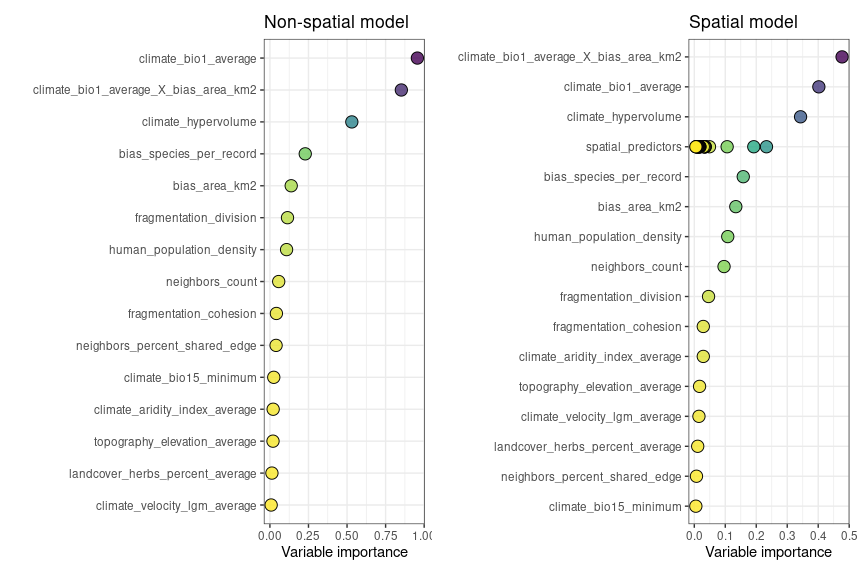 Non-spatial model
climate_bio1_average
climate_bio1_average_X_bias_area_km2
climate_hypervolume
bias_species_per_record
bias_area_km2
fragmentation_division
human_population_density
neighbors_count
fragmentation_cohesion
neighbors_percent_shared_edge
climate_bio15_minimum
climate_aridity_index_average
topography_elevation_average
landcover_herbs_percent_average
climate_velocity_lgm_average
0.00 0.25 0.50 0.75 1.00
Variable importance
Spatial model
climate_bio1_average_X_bias_area_km2
climate_bio1_average
climate_hypervolume
spatial_predictors
bias_species_per_record
bias_area_km2
human_population_density
neighbors_count
fragmentation_division
fragmentation_cohesion
climate_aridity_index_average
topography_elevation_average
climate_velocity_lgm_average
landcover_herbs_percent_average
neighbors_percent_shared_edge
climate_bio15_minimum
0.0 0.1 0.2 0.3 0.4 0.5
Variable importance